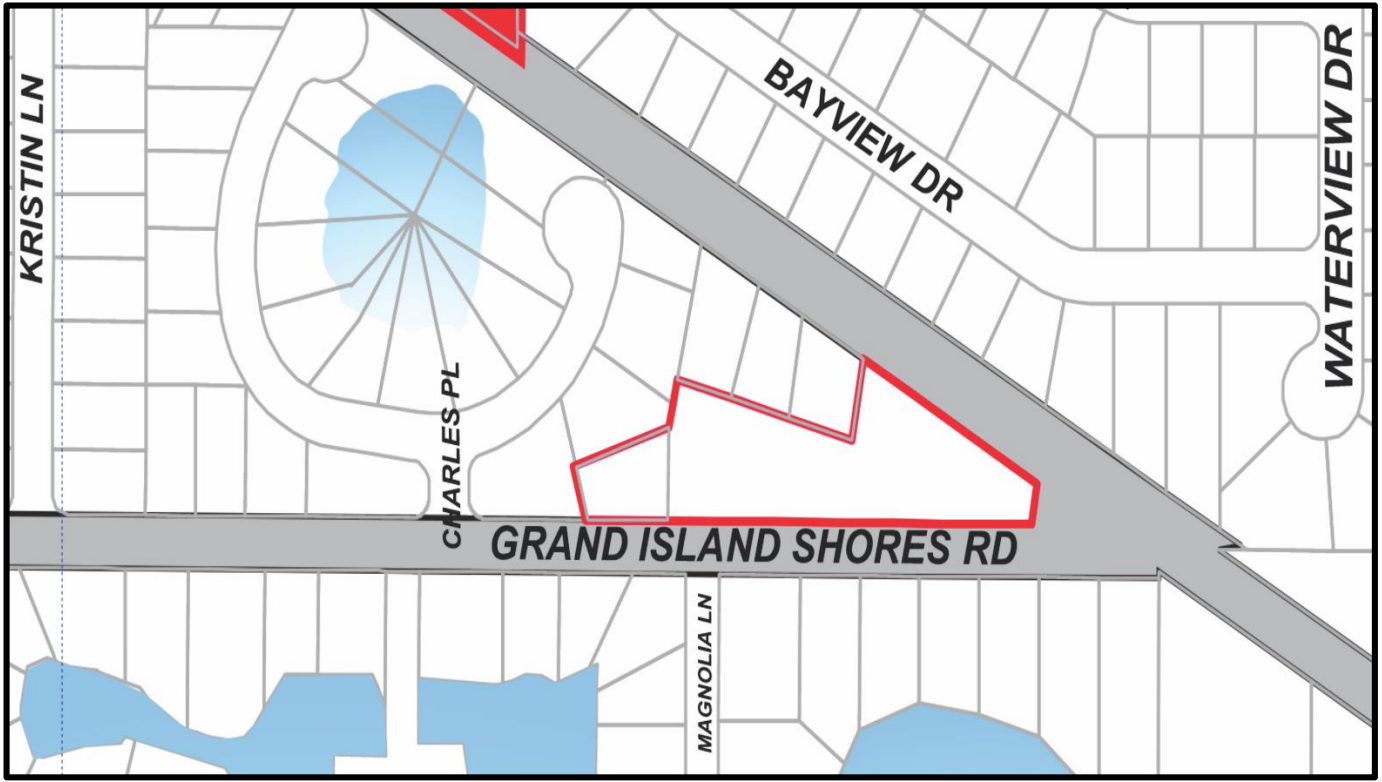 KRISTIN LN
BAYVIEW DR
WATERVIEW DR
CHARLES PL
GRAND ISLAND SHORES RD
MAGNOLIA LN